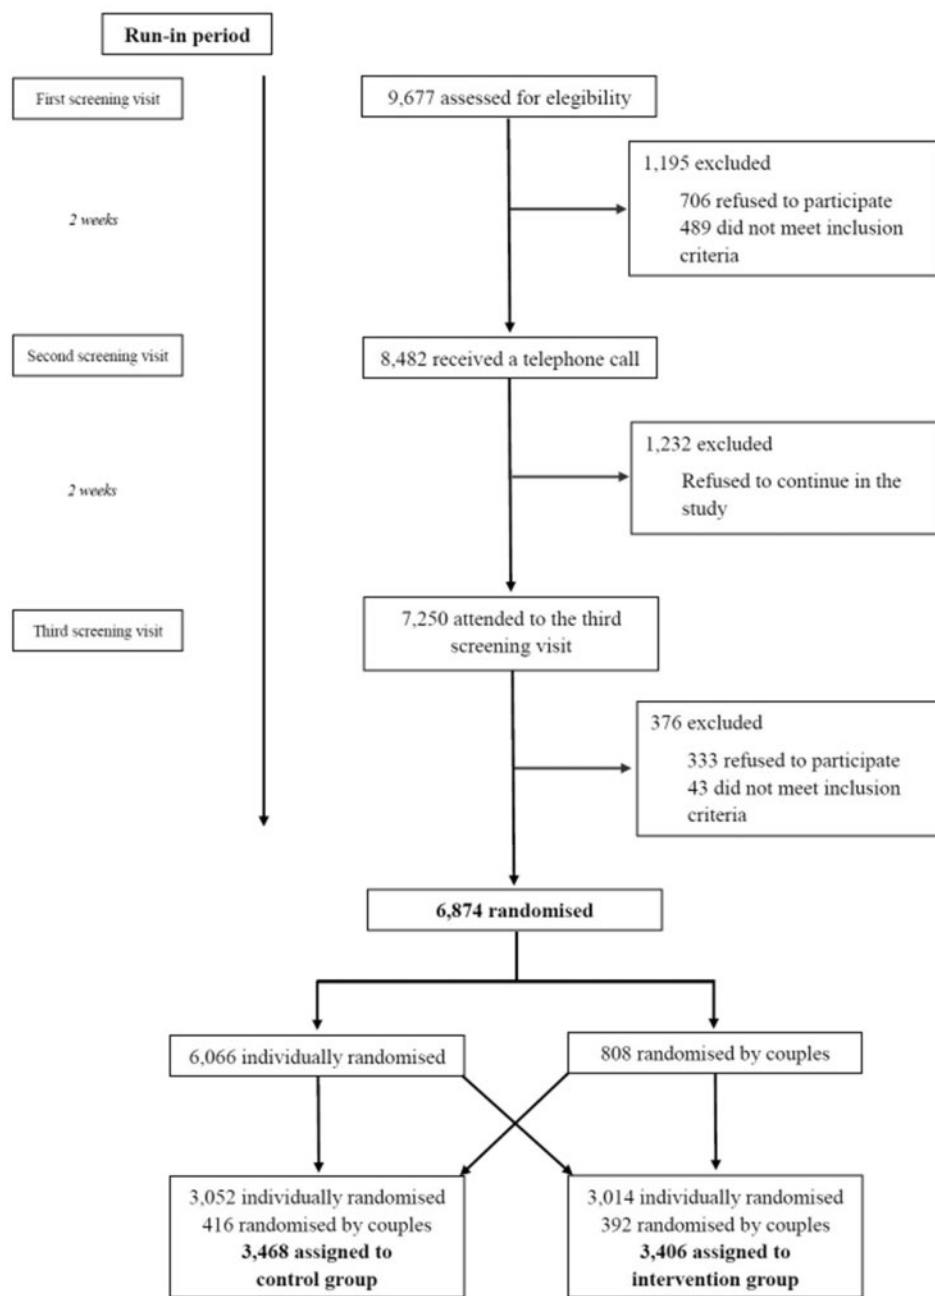 Run-in period
First screening visit
9,677 assessed for elegibility
1,195 excluded
706 refused to participate
489 did not meet inclusion
criteria
2 weeks
Second screening visit
8,482 received a telephone call
1,232 excluded
Refused to continue in the
study
2 weeks
Third screening visit
7,250 attended to the third
screening visit
376 excluded
333 refused to participate
43 did not meet inclusion
criteria
6,874 randomised
6,066 individually randomised
808 randomised by couples
3,052 individually randomised
416 randomised by couples
3,468 assigned to
control group
3,014 individually randomised
392 randomised by couples
3,406 assigned to
intervention group